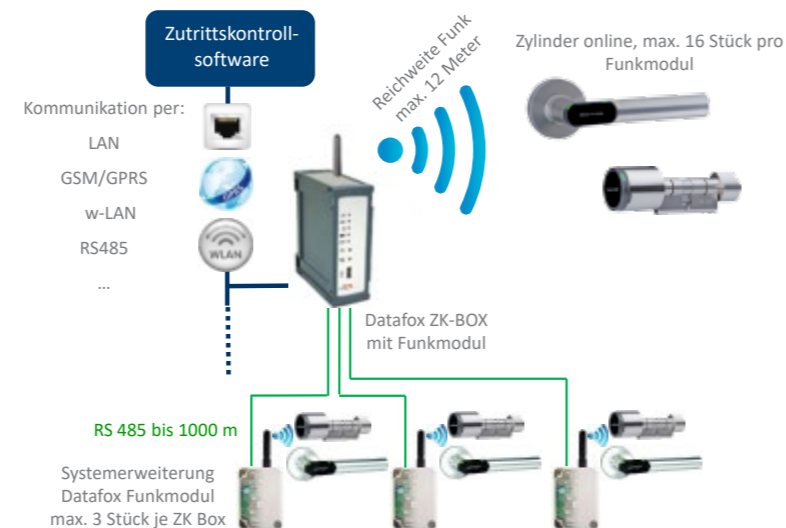 Zutrittskontroll-
software
Kommunikation per:
LAN
GSM/GPRS
w-LAN
RS485
...
GPRS
WLAN
Reichweite Funk
max. 12 Meter
Zylinder online, max. 16 Stück pro
Funkmodul
Datafox ZK-BOX
mit Funkmodul
RS 485 bis 1000 m
Systemerweiterung
Datafox Funkmodul
max. 3 Stück je ZK Box